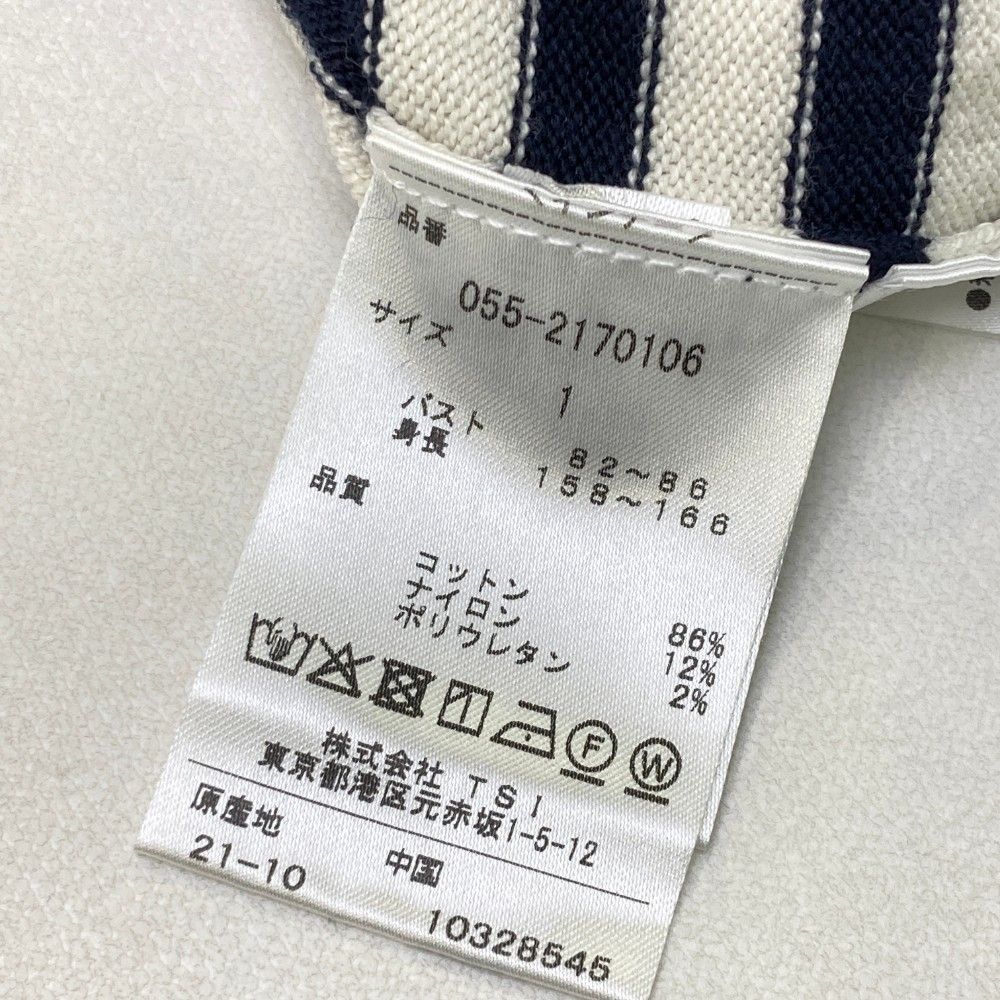 品番
055-2170106
サイズ
1
バスト 82～86
身長 158～166
品質
コットン 86%
ナイロン 12%
ポリウレタン 2%
F W
株式会社 TSI
東京都港区元赤坂1-5-12
原産地 中国
21-10 10328545